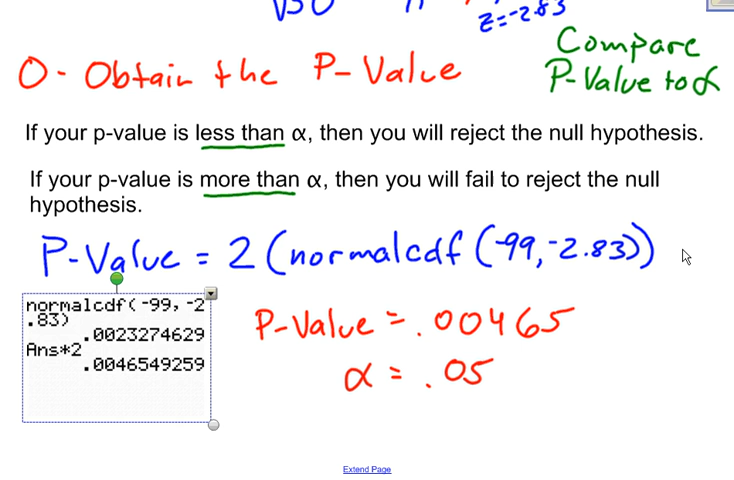 √50
z=-2.83
O- Obtain the P-Value
Compare
P-Value to α
If your p-value is less than α, then you will reject the null hypothesis.
If your p-value is more than α, then you will fail to reject the null
hypothesis.
P-Value = 2(normalcdf(-99,-2.83))
normalcdf(-99,-2
.83)
.0023274629
Ans*2
.0046549259
P-Value = .00465
α = .05
Extend Page